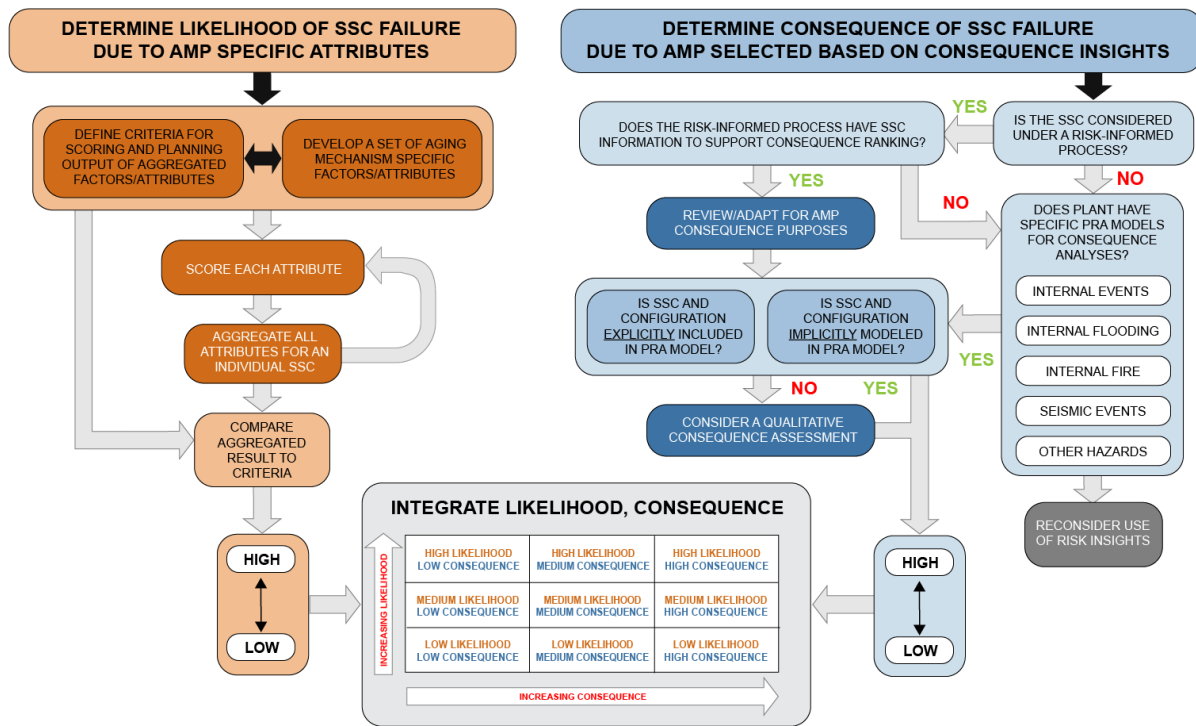 DETERMINE LIKELIHOOD OF SSC FAILURE
DUE TO AMP SPECIFIC ATTRIBUTES
DEFINE CRITERIA FOR
SCORING AND PLANNING
OUTPUT OF AGGREGATED
FACTORS/ATTRIBUTES
DEVELOP A SET OF AGING
MECHANISM SPECIFIC
FACTORS/ATTRIBUTES
SCORE EACH ATTRIBUTE
AGGREGATE ALL
ATTRIBUTES FOR AN
INDIVIDUAL SSC
COMPARE
AGGREGATED
RESULT TO
CRITERIA
HIGH
LOW
DETERMINE CONSEQUENCE OF SSC FAILURE
DUE TO AMP SELECTED BASED ON CONSEQUENCE INSIGHTS
IS THE SSC CONSIDERED
UNDER A RISK-INFORMED
PROCESS?
YES
NO
DOES THE RISK-INFORMED PROCESS HAVE SSC
INFORMATION TO SUPPORT CONSEQUENCE RANKING?
YES
NO
REVIEW/ADAPT FOR AMP
CONSEQUENCE PURPOSES
DOES PLANT HAVE
SPECIFIC PRA MODELS
FOR CONSEQUENCE
ANALYSES?
INTERNAL EVENTS
INTERNAL FLOODING
INTERNAL FIRE
SEISMIC EVENTS
OTHER HAZARDS
YES
RECONSIDER USE
OF RISK INSIGHTS
IS SSC AND
CONFIGURATION
EXPLICITLY INCLUDED
IN PRA MODEL?
IS SSC AND
CONFIGURATION
IMPLICITLY MODELED
IN PRA MODEL?
NO
YES
CONSIDER A QUALITATIVE
CONSEQUENCE ASSESSMENT
HIGH
LOW
INTEGRATE LIKELIHOOD, CONSEQUENCE
INCREASING LIKELIHOOD
HIGH LIKELIHOOD
LOW CONSEQUENCE
HIGH LIKELIHOOD
MEDIUM CONSEQUENCE
HIGH LIKELIHOOD
HIGH CONSEQUENCE
MEDIUM LIKELIHOOD
LOW CONSEQUENCE
MEDIUM LIKELIHOOD
MEDIUM CONSEQUENCE
MEDIUM LIKELIHOOD
HIGH CONSEQUENCE
LOW LIKELIHOOD
LOW CONSEQUENCE
LOW LIKELIHOOD
MEDIUM CONSEQUENCE
LOW LIKELIHOOD
HIGH CONSEQUENCE
INCREASING CONSEQUENCE